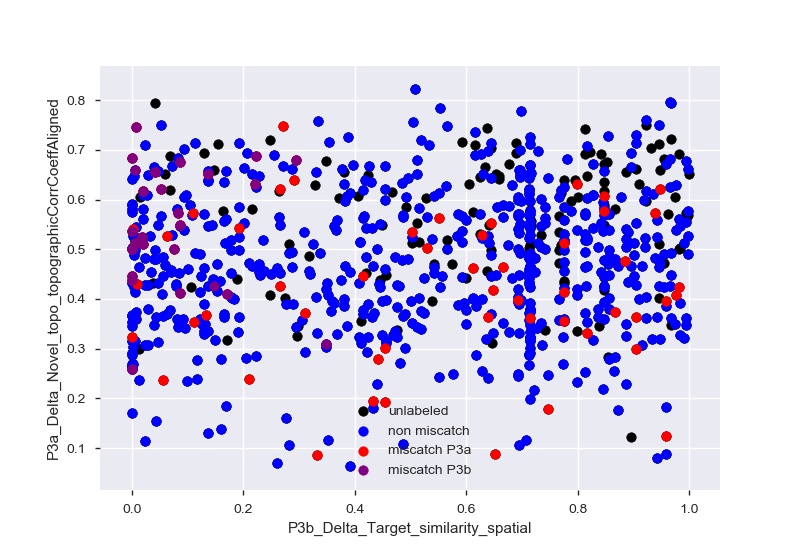 0.8
0.7
0.6
0.5
0.4
0.3
0.2
0.1
P3a_Delta_Novel_topo_topographicCorrCoeffAligned
unlabeled
non miscatch
miscatch P3a
miscatch P3b
0.0 0.2 0.4 0.6 0.8 1.0
P3b_Delta_Target_similarity_spatial